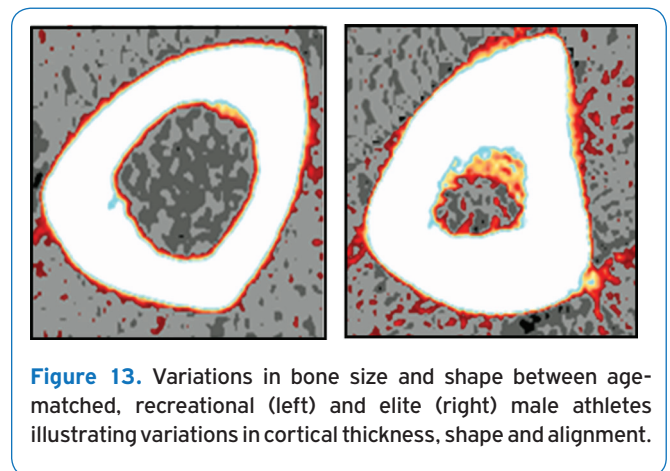 Figure 13. Variations in bone size and shape between age-
matched, recreational (left) and elite (right) male athletes
illustrating variations in cortical thickness, shape and alignment.